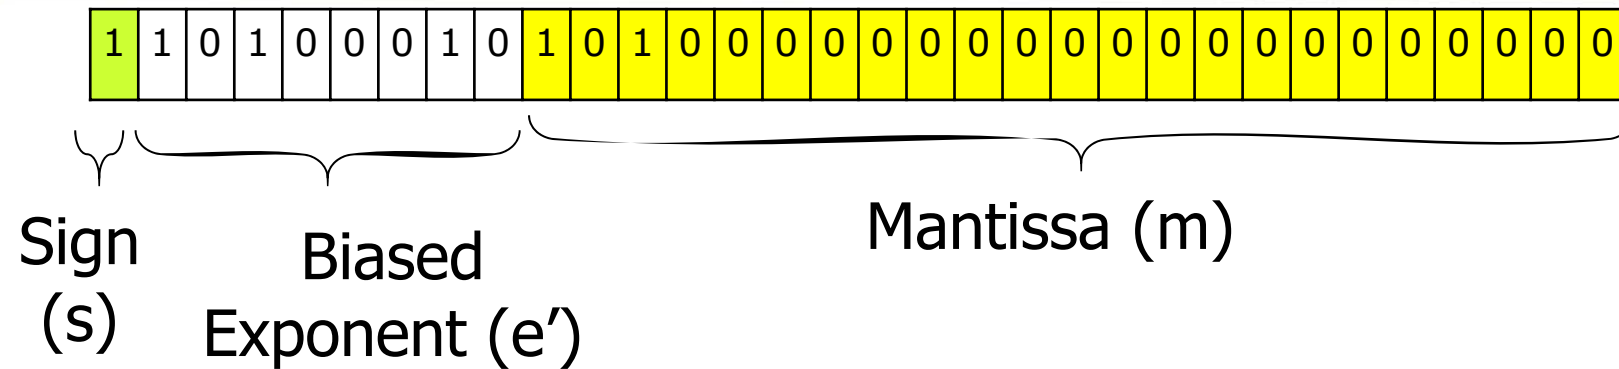 1 1 0 1 0 0 0 1 0 1 0 1 0 0 0 0 0 0 0 0 0 0 0 0 0 0 0 0 0 0 0 0
Sign
(s)
Biased
Exponent (e’)
Mantissa (m)